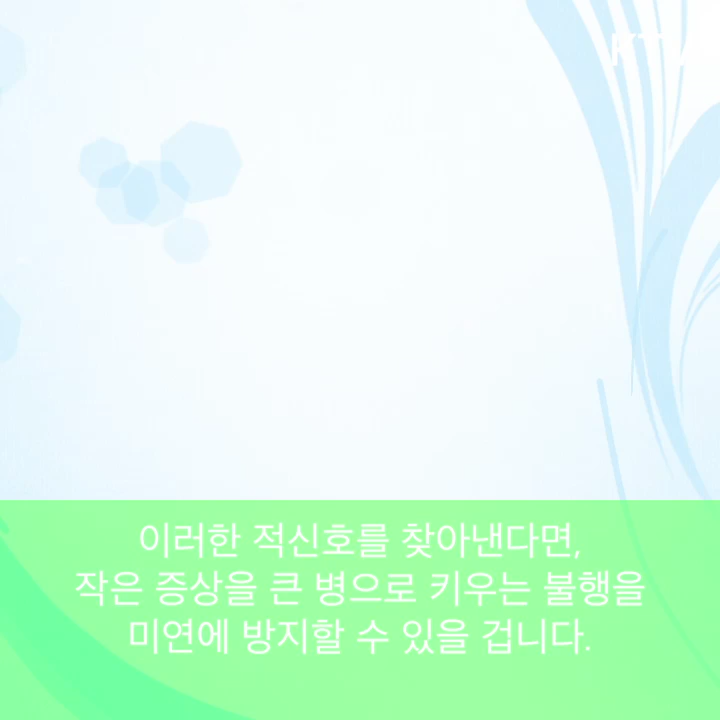 KTV
이러한 적신호를 찾아낸다면,
작은 증상을 큰 병으로 키우는 불행을
미연에 방지할 수 있을 겁니다.